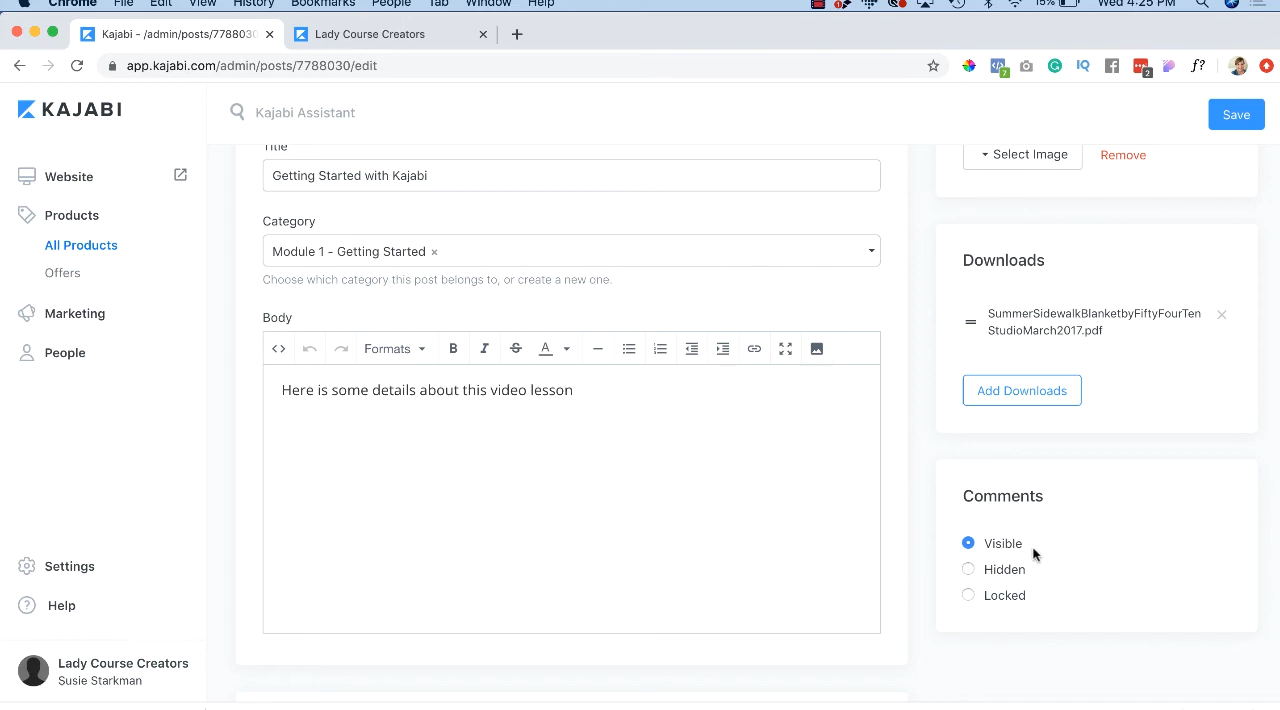 Chrome File Edit View History Bookmarks People Tab Window Help 15% Wed 4:25 PM
Kajabi - /admin/posts/7788030 Lady Course Creators
app.kajabi.com/admin/posts/7788030/edit
KAJABI
Kajabi Assistant
Save
Website
Products
All Products
Offers
Marketing
People
Settings
Help
Lady Course Creators
Susie Starkman
Title
Getting Started with Kajabi
Category
Module 1 - Getting Started ×
Choose which category this post belongs to, or create a new one.
Body
Formats B I S A
Here is some details about this video lesson
Select Image Remove
Downloads
SummerSidewalkBlanketbyFiftyFourTen
StudioMarch2017.pdf
Add Downloads
Comments
Visible
Hidden
Locked